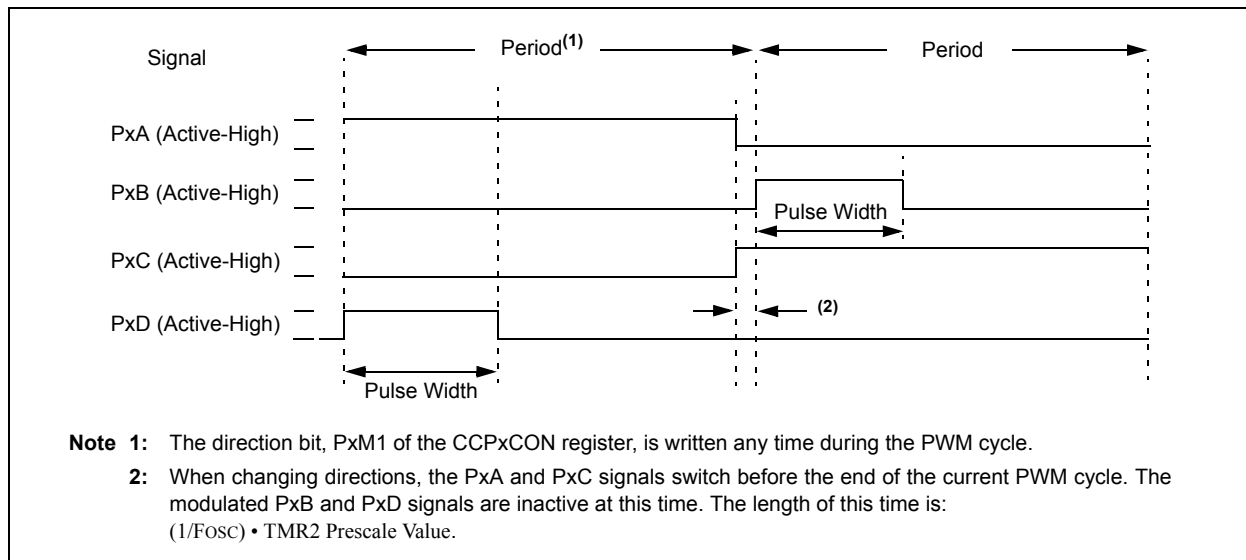 Signal
Period(1)
Period
PxA (Active-High)
PxB (Active-High)
Pulse Width
PxC (Active-High)
(2)
PxD (Active-High)
Pulse Width
Note 1: The direction bit, PxM1 of the CCPxCON register, is written any time during the PWM cycle.
2: When changing directions, the PxA and PxC signals switch before the end of the current PWM cycle. The
modulated PxB and PxD signals are inactive at this time. The length of this time is:
(1/FOSC) • TMR2 Prescale Value.